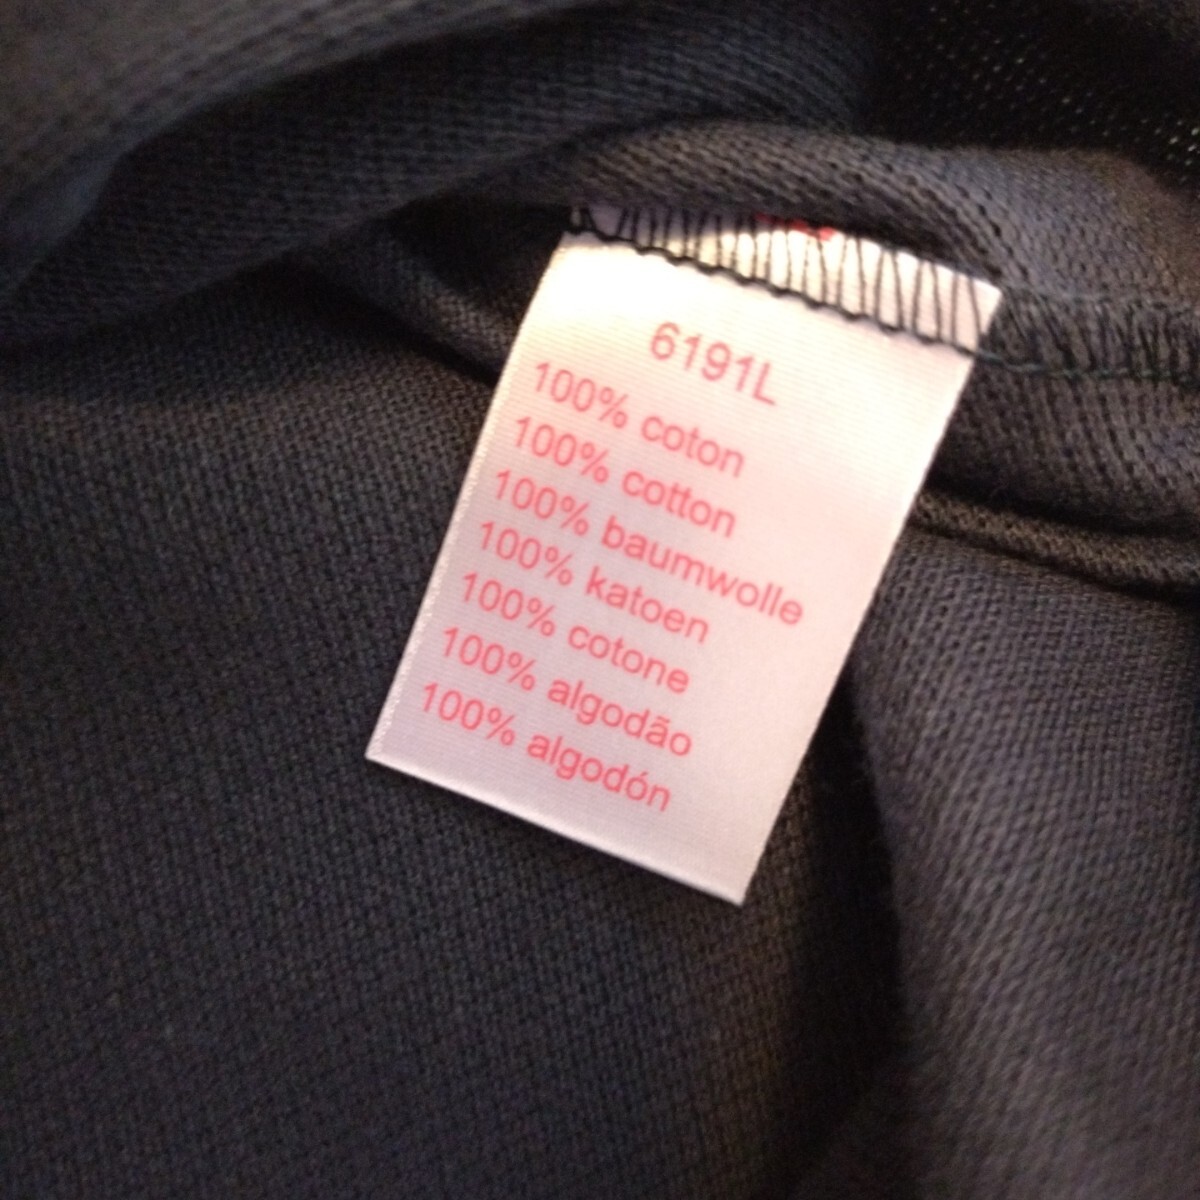 6191L
100% coton
100% cotton
100% baumwolle
100% katoen
100% cotone
100% algodão
100% algodón